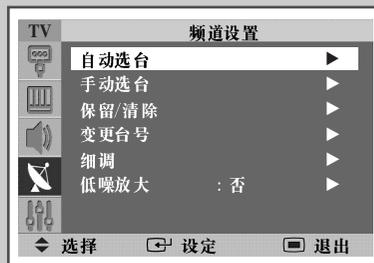 TV 频道设置
自动选台
手动选台
保留/清除
变更台号
细调
低噪放大 : 否
选择 设定 退出